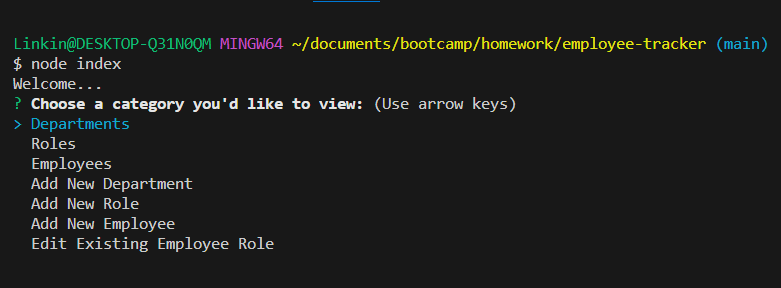 Linkin@DESKTOP-Q31N0QM MINGW64 ~/documents/bootcamp/homework/employee-tracker (main)
$ node index
Welcome...
? Choose a category you'd like to view: (Use arrow keys)
> Departments
Roles
Employees
Add New Department
Add New Role
Add New Employee
Edit Existing Employee Role